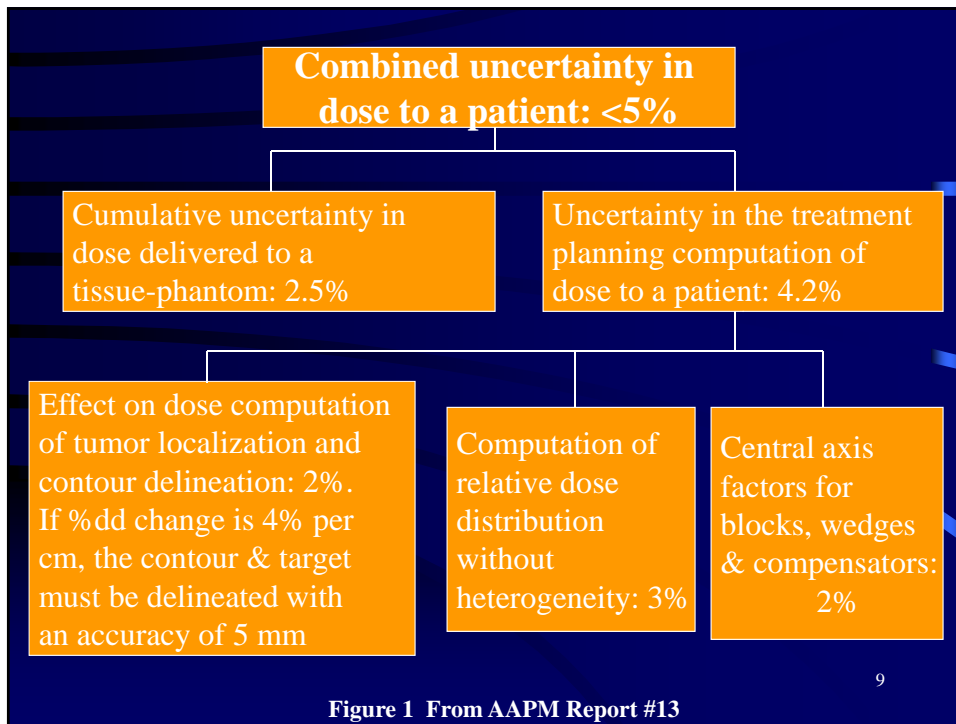 Combined uncertainty in
dose to a patient: <5%
Cumulative uncertainty in
dose delivered to a
tissue-phantom: 2.5%
Uncertainty in the treatment
planning computation of
dose to a patient: 4.2%
Effect on dose computation
of tumor localization and
contour delineation: 2%.
If %dd change is 4% per
cm, the contour & target
must be delineated with
an accuracy of 5 mm
Computation of
relative dose
distribution
without
heterogeneity: 3%
Central axis
factors for
blocks, wedges
& compensators:
2%
9
Figure 1 From AAPM Report #13